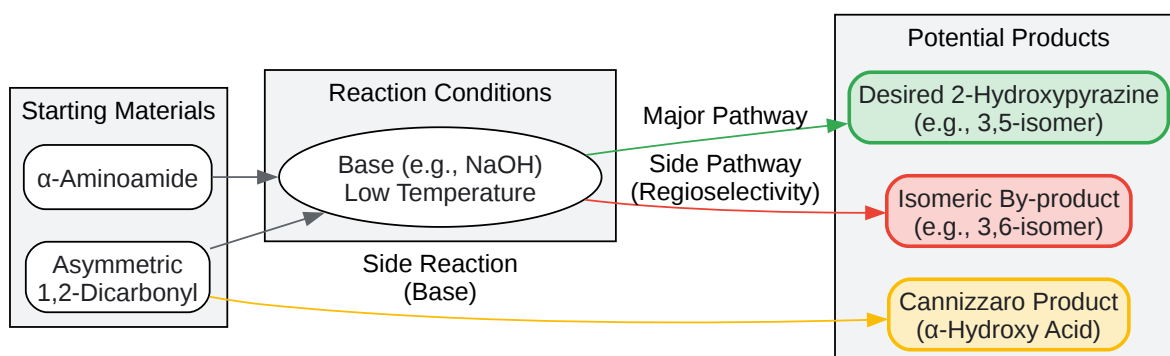 Starting Materials
α-Aminoamide
Asymmetric
1,2-Dicarbonyl
Reaction Conditions
Base (e.g., NaOH)
Low Temperature
Major Pathway
Side Pathway
(Regioselectivity)
Side Reaction
(Base)
Potential Products
Desired 2-Hydroxypyrazine
(e.g., 3,5-isomer)
Isomeric By-product
(e.g., 3,6-isomer)
Cannizzaro Product
(α-Hydroxy Acid)